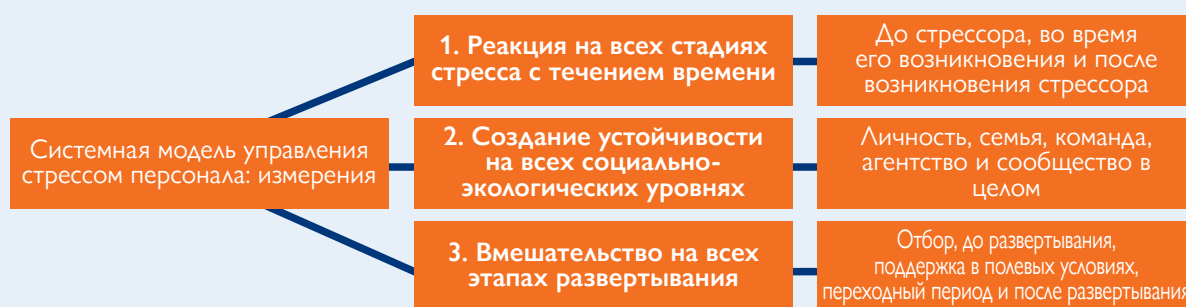 Системная модель управления
стрессом персонала: измерения
1. Реакция на всех стадиях
стресса с течением времени
До стрессора, во время
его возникновения и после
возникновения стрессора
2. Создание устойчивости
на всех социально-
экологических уровнях
Личность, семья, команда,
агентство и сообщество в
целом
3. Вмешательство на всех
этапах развертывания
Отбор, до развертывания,
поддержка в полевых условиях,
переходный период и после развертывания